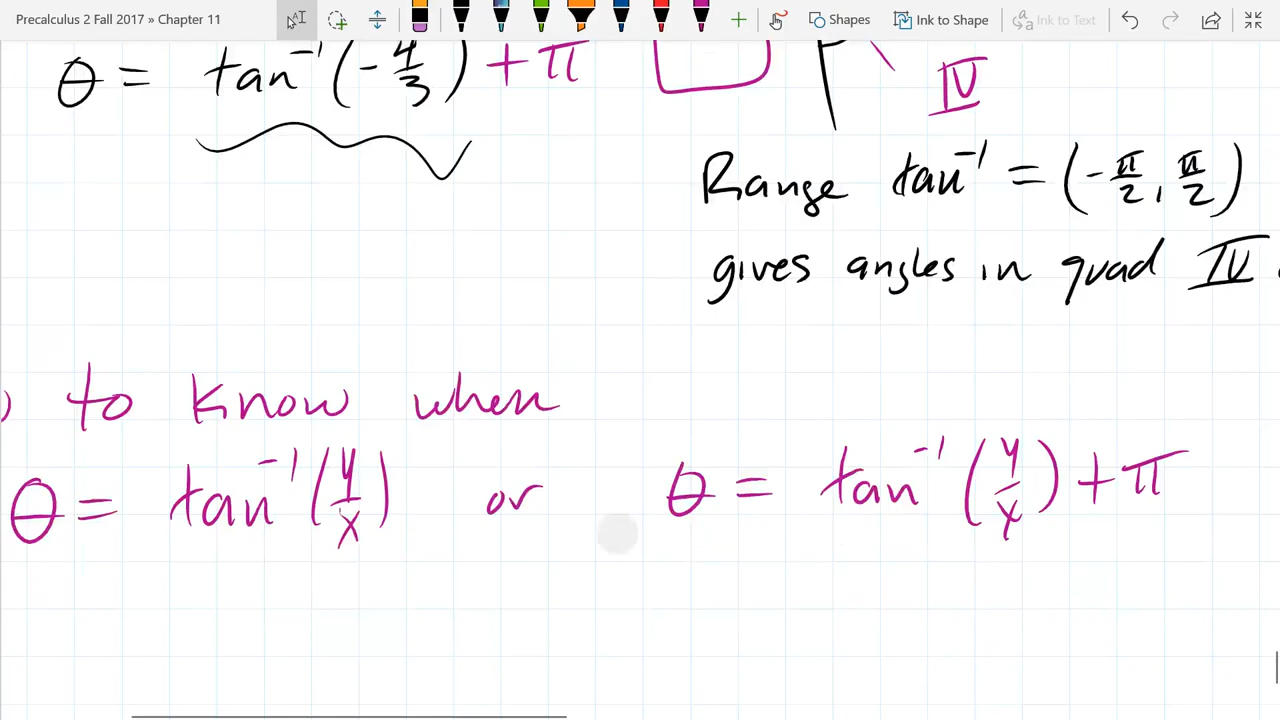 Precalculus 2 Fall 2017 » Chapter 11
Shapes
Ink to Shape
Ink to Text
θ = tan⁻¹(-4/3) + π
IV
Range tan⁻¹ = (-π/2, π/2)
gives angles in quad IV
to know when
θ = tan⁻¹(y/x) or θ = tan⁻¹(y/x) + π